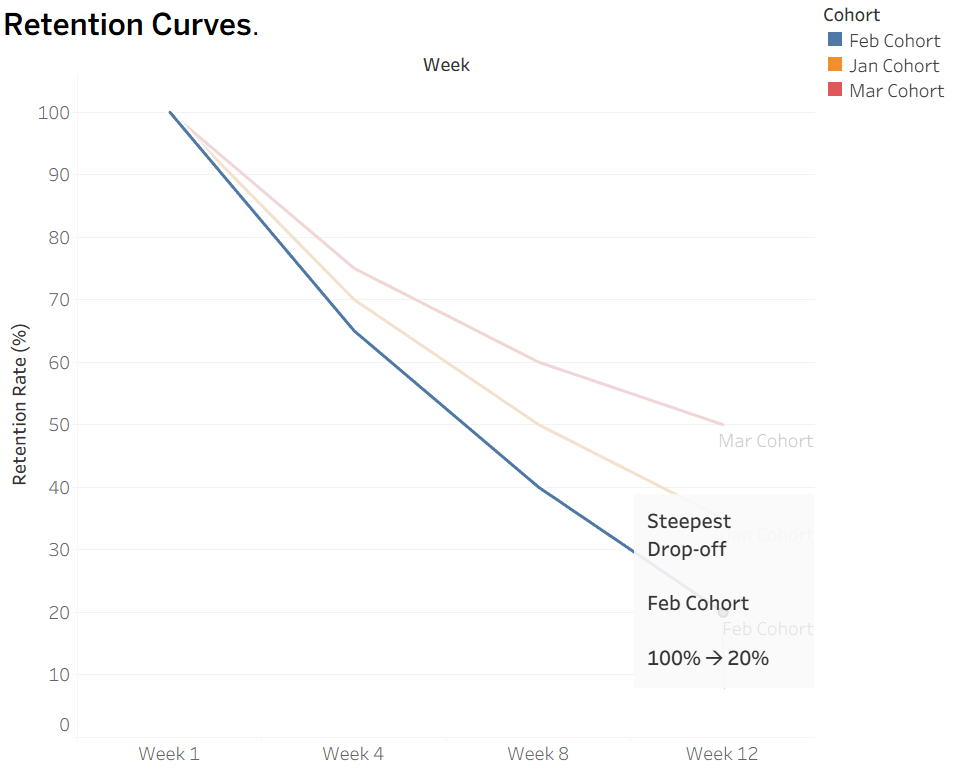 Retention Curves.
Cohort
Feb Cohort
Jan Cohort
Mar Cohort
Week
100
90
80
70
60
50
40
30
20
10
0
Retention Rate (%)
Mar Cohort
Jan Cohort
Feb Cohort
Steepest
Drop-off
Feb Cohort
100% → 20%
Week 1
Week 4
Week 8
Week 12